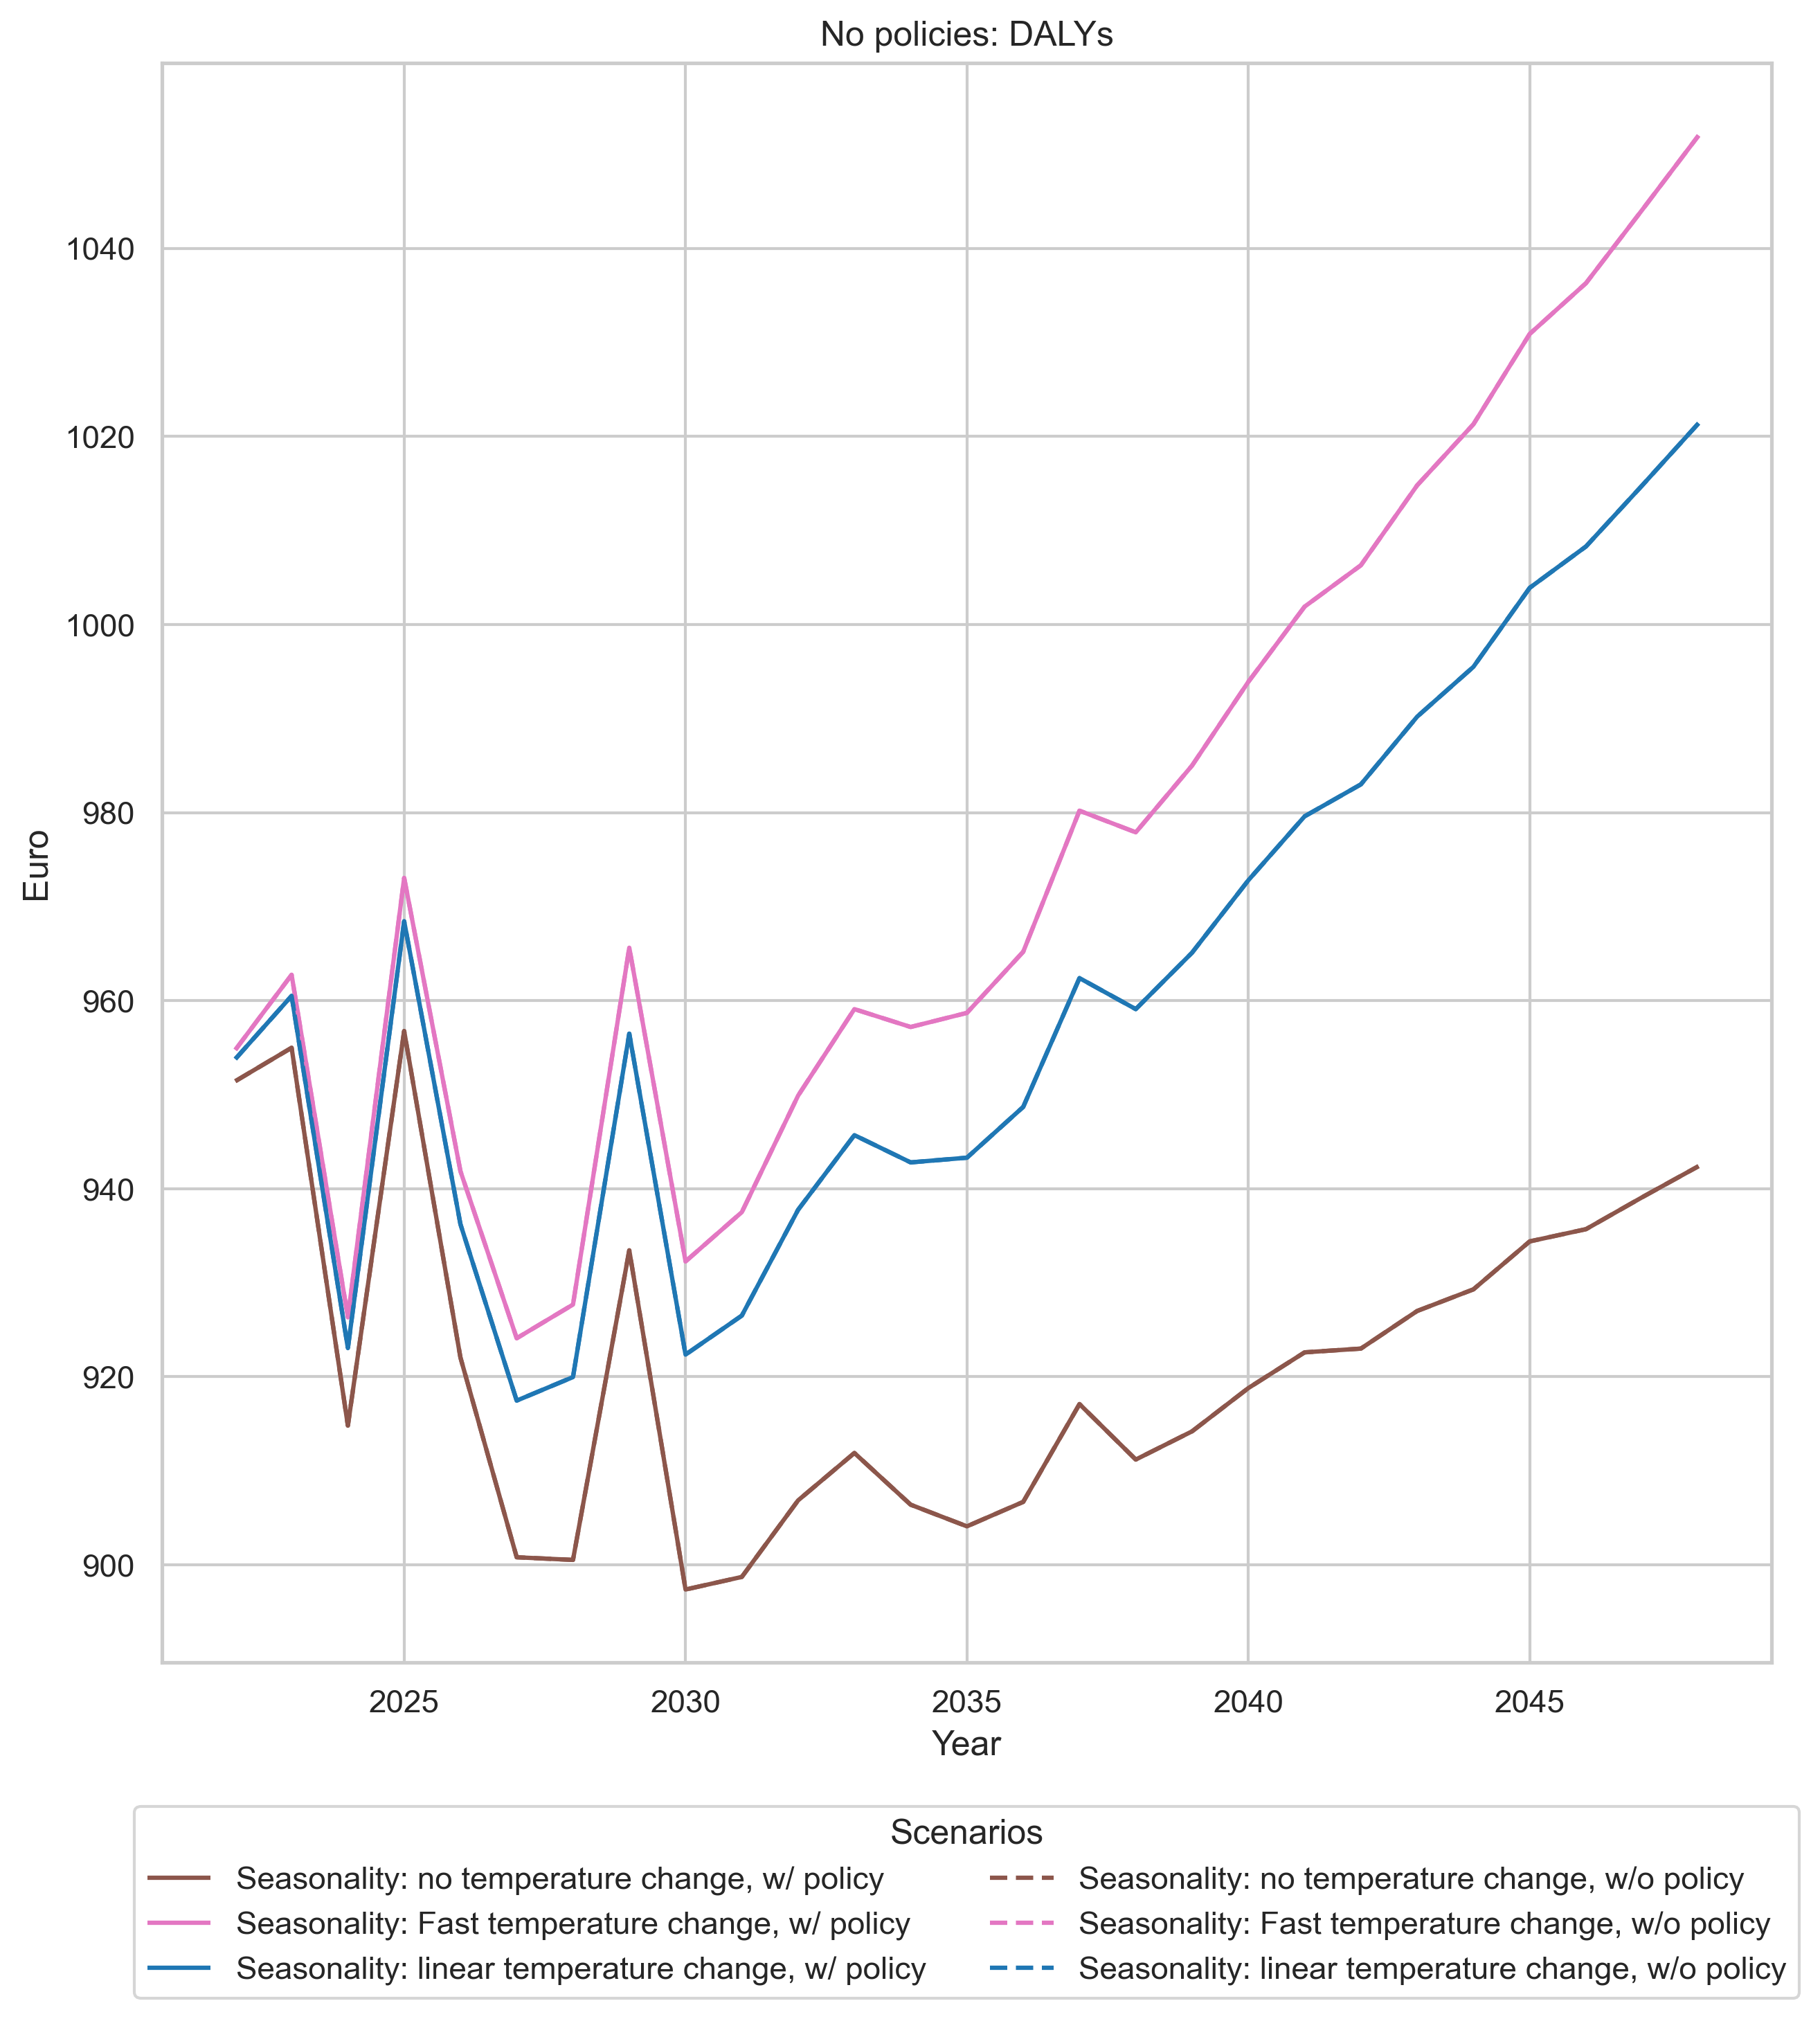 No policies: DALYs
1040
1020
1000
980
960
940
920
900
Euro
2025 2030 2035 2040 2045
Year
Scenarios
Seasonality: no temperature change, w/ policy
Seasonality: Fast temperature change, w/ policy
Seasonality: linear temperature change, w/ policy
Seasonality: no temperature change, w/o policy
Seasonality: Fast temperature change, w/o policy
Seasonality: linear temperature change, w/o policy